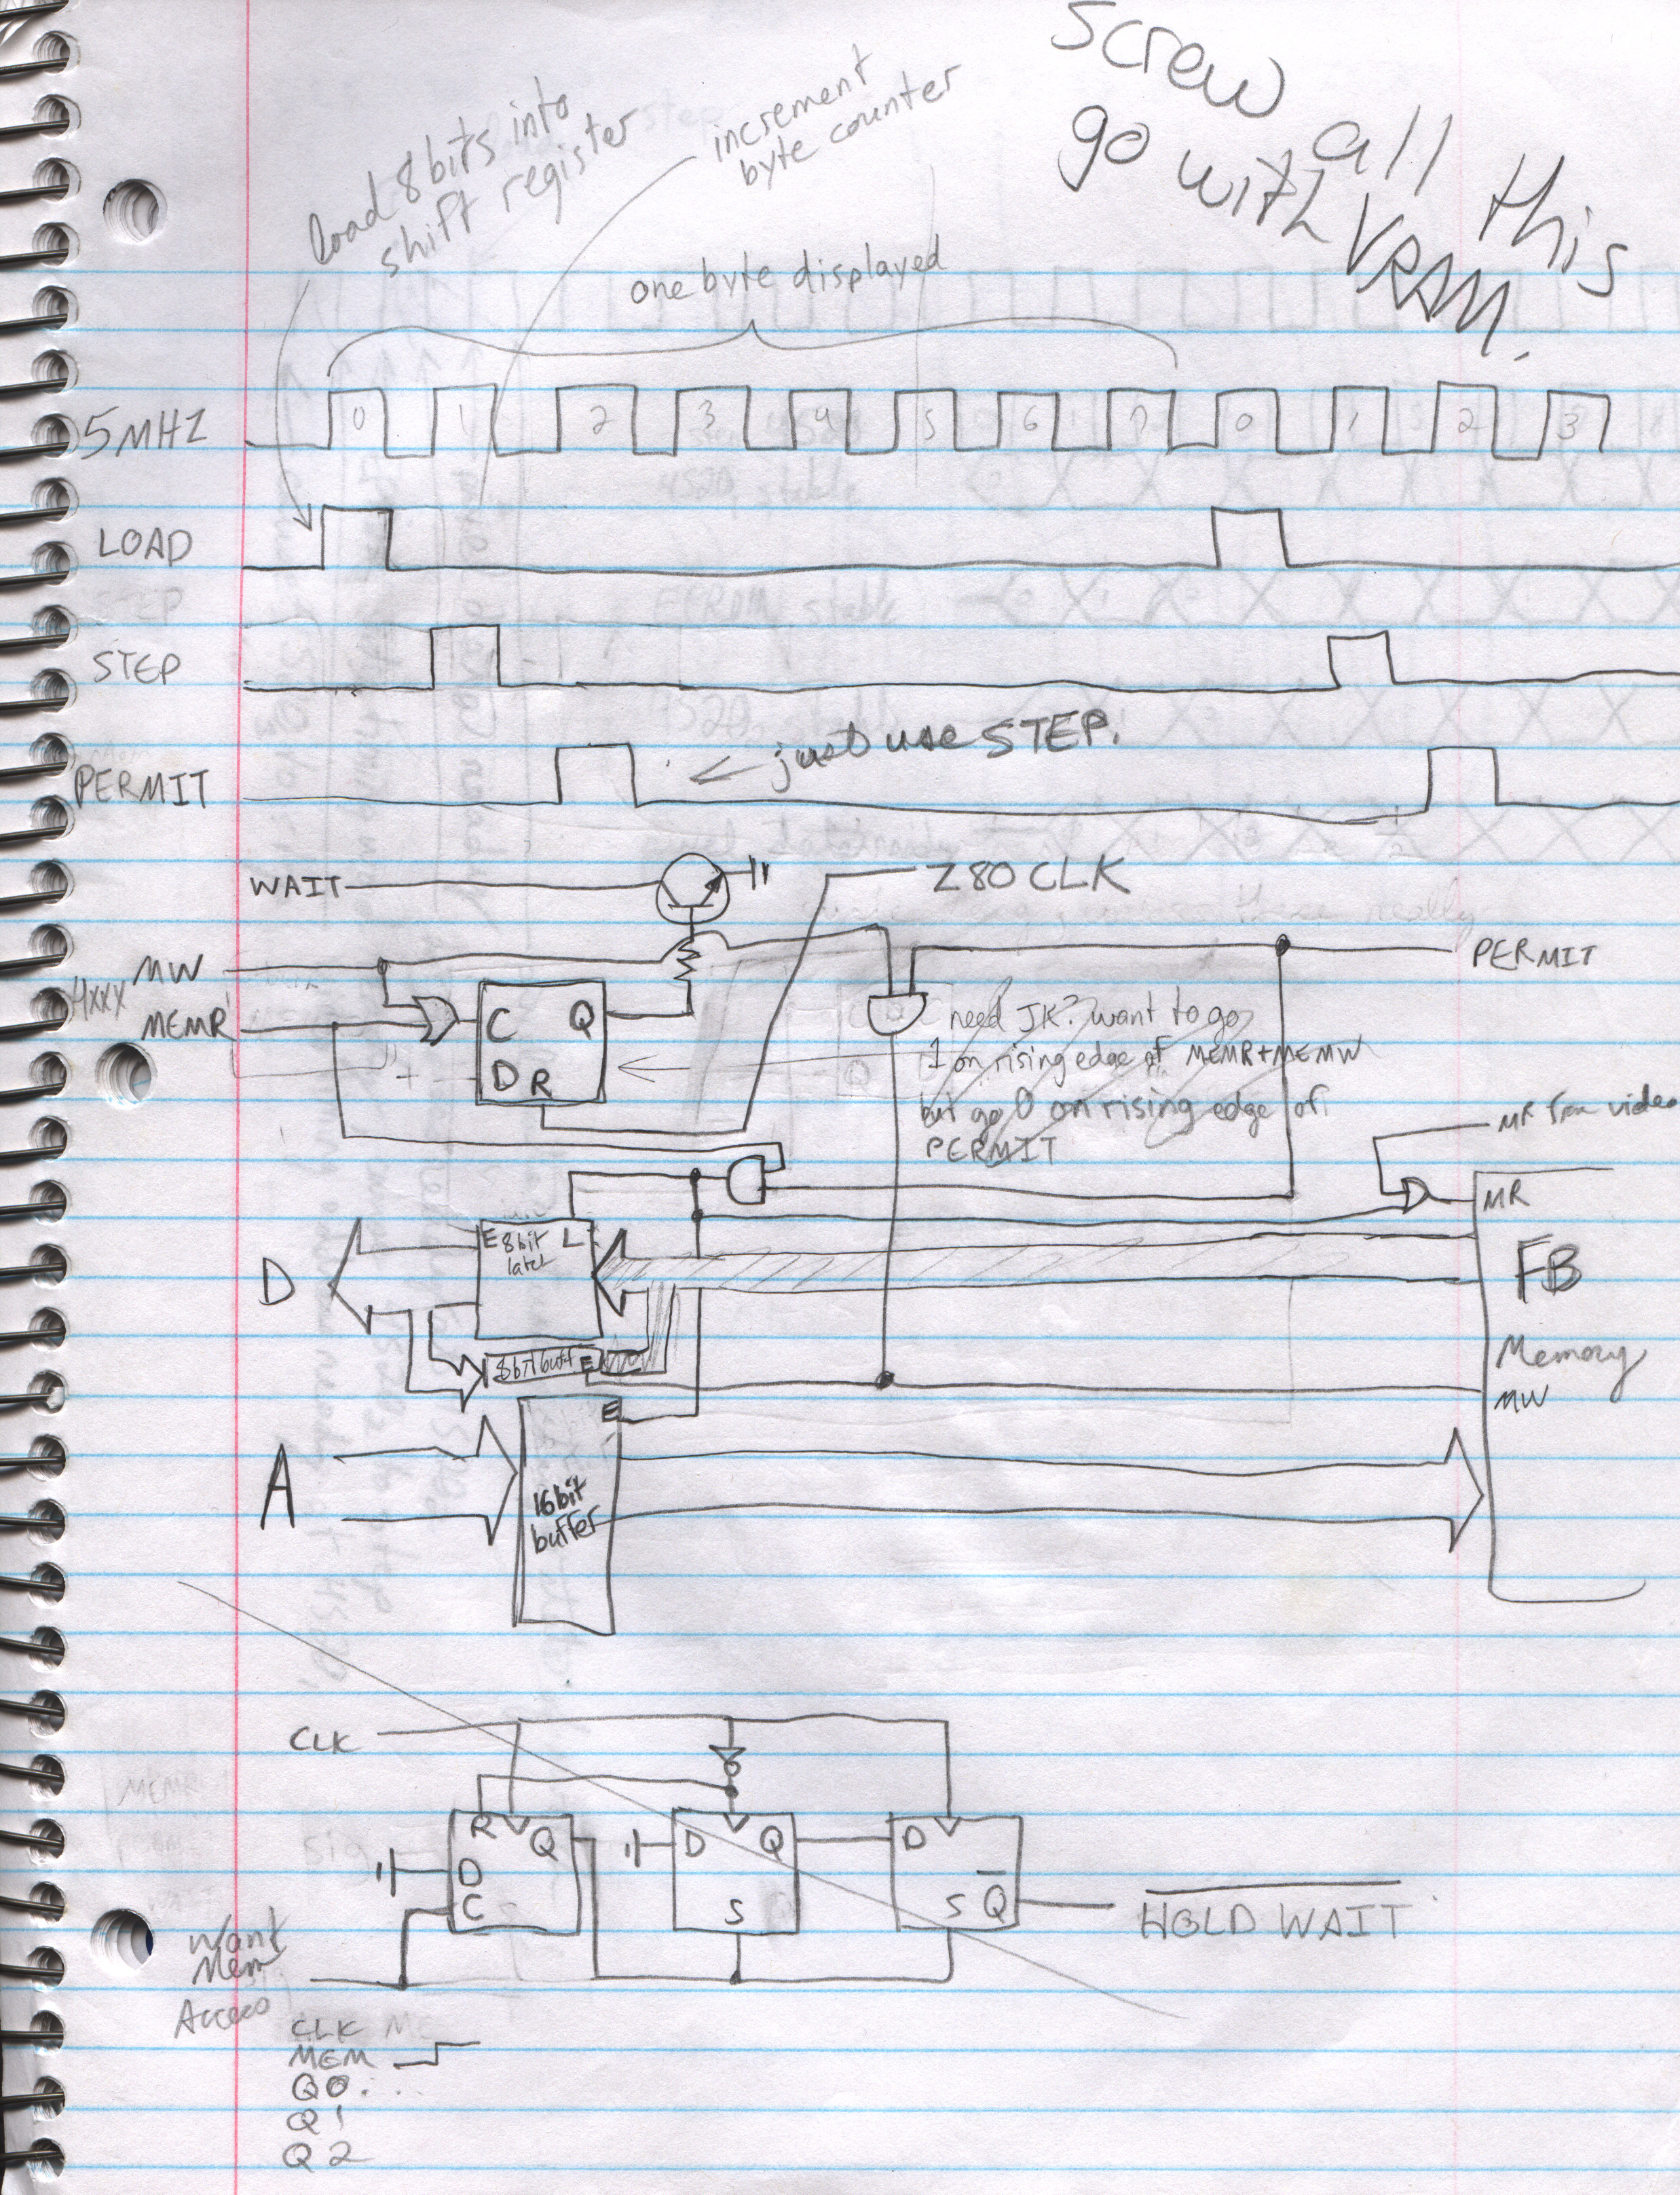 Screw all this
go with VRAM.
load 8 bits into
shift register
increment
byte counter
one byte displayed
5MHZ 0 1 2 3 4 5 6 7 0 1 2 3
LOAD
STEP
STEP
just use STEP.
PERMIT
WAIT
Z80 CLK
MW
PERMIT
4xxx
MEMR
C Q
D R
+
need JK? want to go
1 on rising edge of MEMR+MEMW
but go 0 on rising edge of
PERMIT
MR from video
MR
E 8bit L
latch
D
FB
Memory
8bit buff E
MW
E
A
16bit
buffer
CLK
R Q
D
C
D Q
S
D
S Q
HOLD WAIT
MEMR
sig
Want
Mem
Access
CLK
MEM
Q0
Q1
Q2